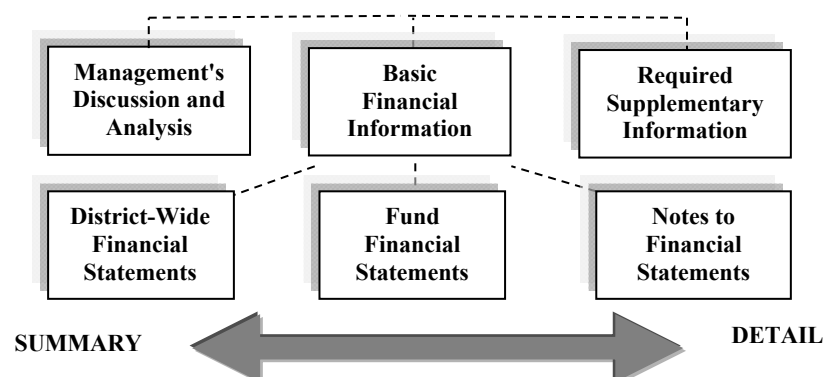 Management's
Discussion and
Analysis
Basic
Financial
Information
Required
Supplementary
Information
District-Wide
Financial
Statements
Fund
Financial
Statements
Notes to
Financial
Statements
SUMMARY
DETAIL